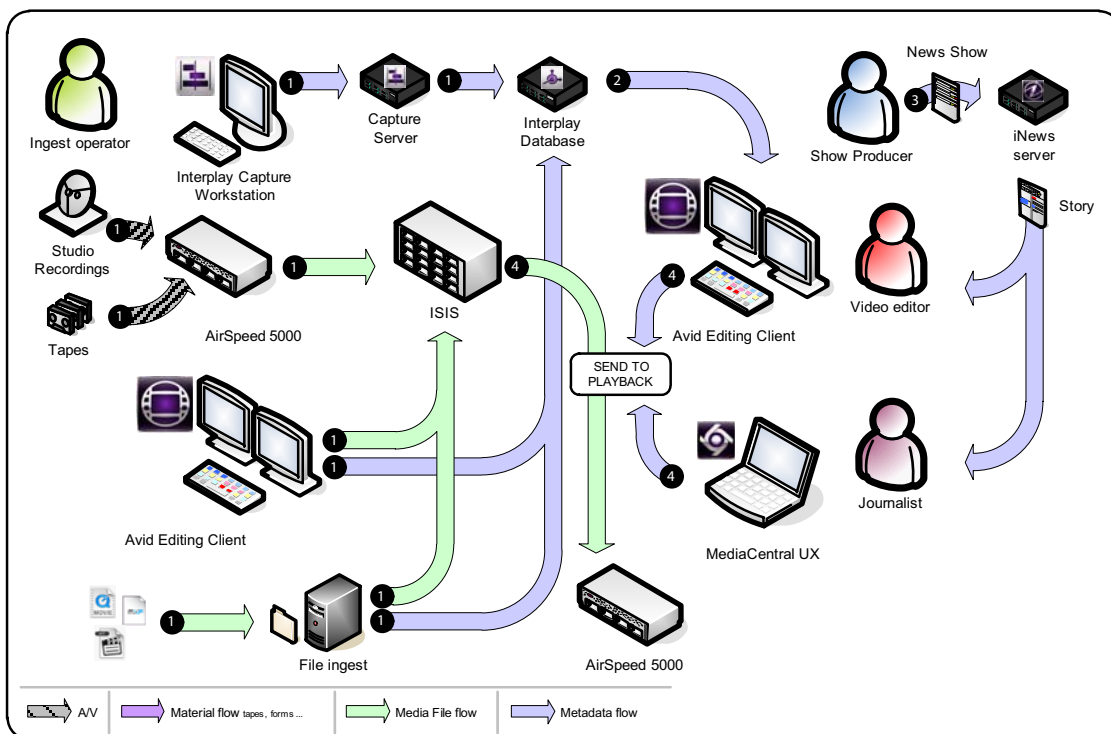 News Show
1
1
2
3
Ingest operator
Capture
Server
Interplay
Database
Show Producer
iNews
server
Interplay Capture
Workstation
Story
1
Studio
Recordings
1
4
4
1
Tapes
AirSpeed 5000
ISIS
Avid Editing Client
Video editor
SEND TO
PLAYBACK
1
1
4
Avid Editing Client
MediaCentral UX
Journalist
MOVIE
1
1
1
File ingest
AirSpeed 5000
A/V
Material flow tapes, forms ...
Media File flow
Metadata flow